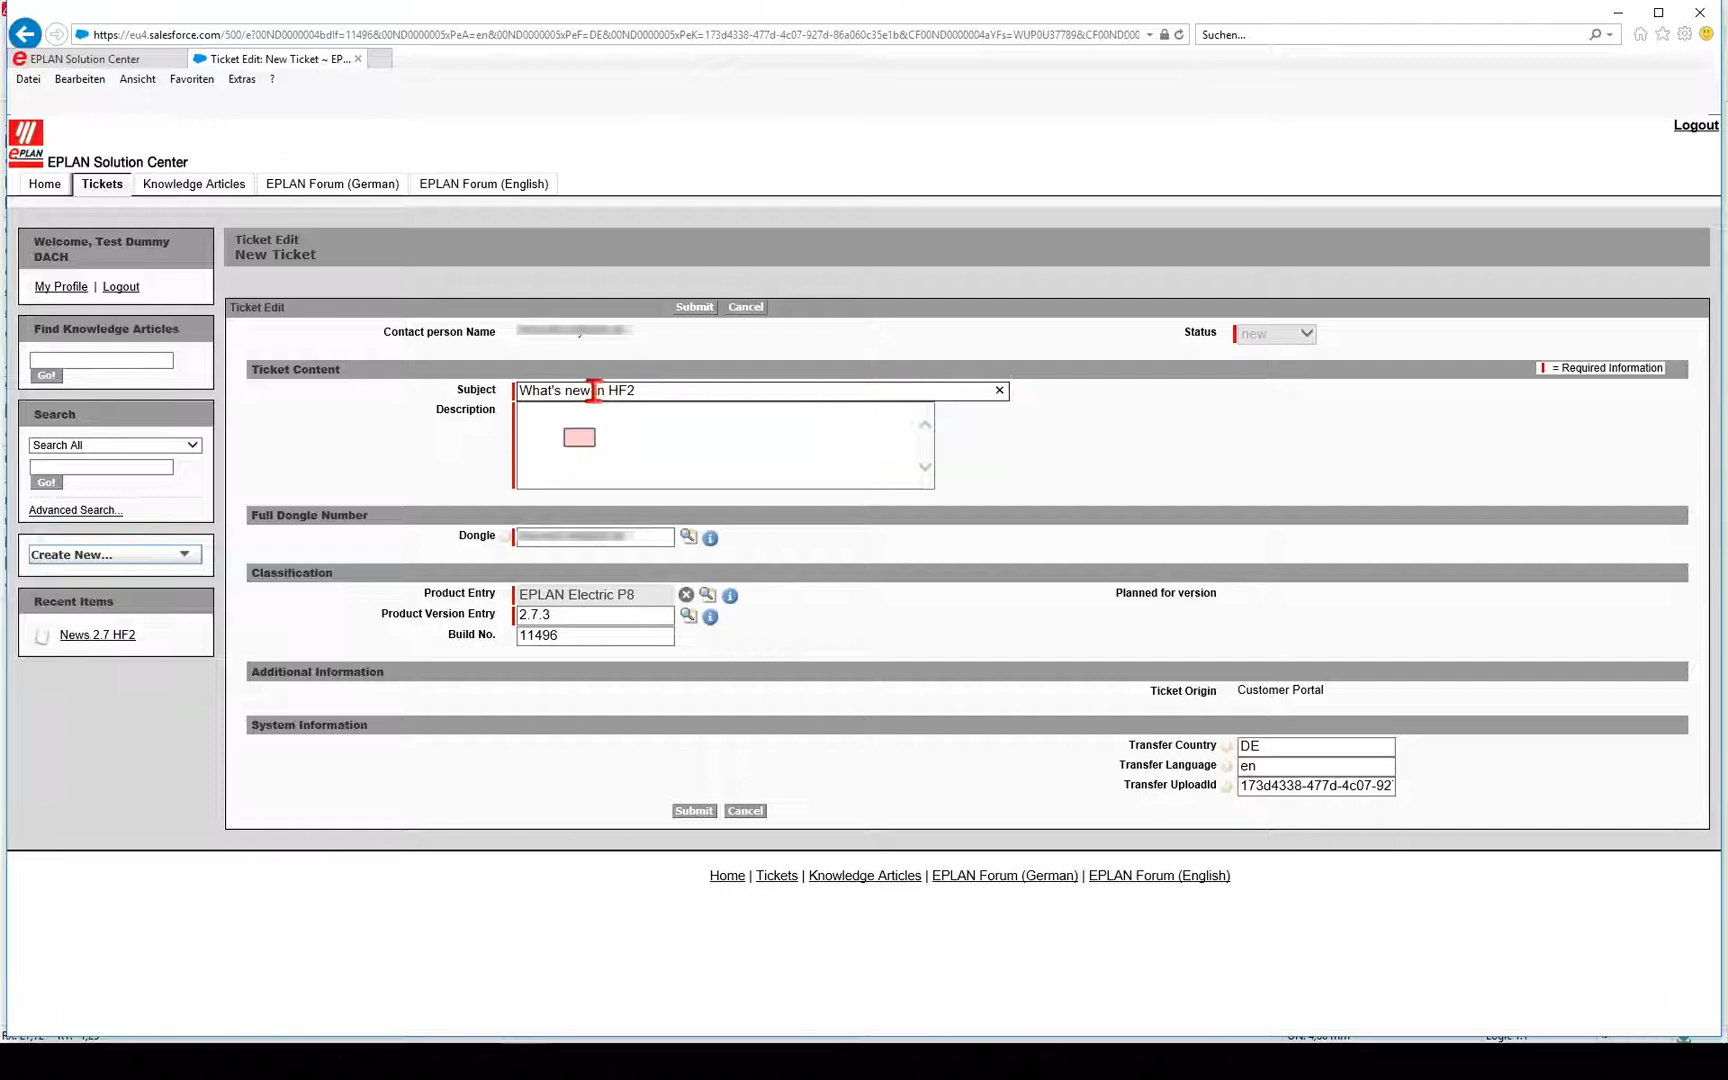 https://eu4.salesforce.com/500/e?00ND0000004bdlf=11496&00ND0000005xPeA=en&00ND0000005xPeF=DE&00ND0000005xPeK=173d4338-477d-4c07-927d-86a060c35e1b&CF00ND0000004aYFs=WUP0U37789&CF00ND000
Suchen...
EPLAN Solution Center
Ticket Edit: New Ticket ~ EP...
Datei Bearbeiten Ansicht Favoriten Extras ?
Logout
ePLAN EPLAN Solution Center
Home Tickets Knowledge Articles EPLAN Forum (German) EPLAN Forum (English)
Welcome, Test Dummy
DACH
My Profile | Logout
Find Knowledge Articles
Go!
Search
Search All
Go!
Advanced Search...
Create New...
Recent Items
News 2.7 HF2
Ticket Edit
New Ticket
Ticket Edit Submit Cancel
Contact person Name
Status new
Ticket Content
= Required Information
Subject What's new in HF2
Description
Full Dongle Number
Dongle
Classification
Product Entry EPLAN Electric P8
Planned for version
Product Version Entry 2.7.3
Build No. 11496
Additional Information
Ticket Origin Customer Portal
System Information
Transfer Country DE
Transfer Language en
Transfer UploadId 173d4338-477d-4c07-92
Submit Cancel
Home | Tickets | Knowledge Articles | EPLAN Forum (German) | EPLAN Forum (English)